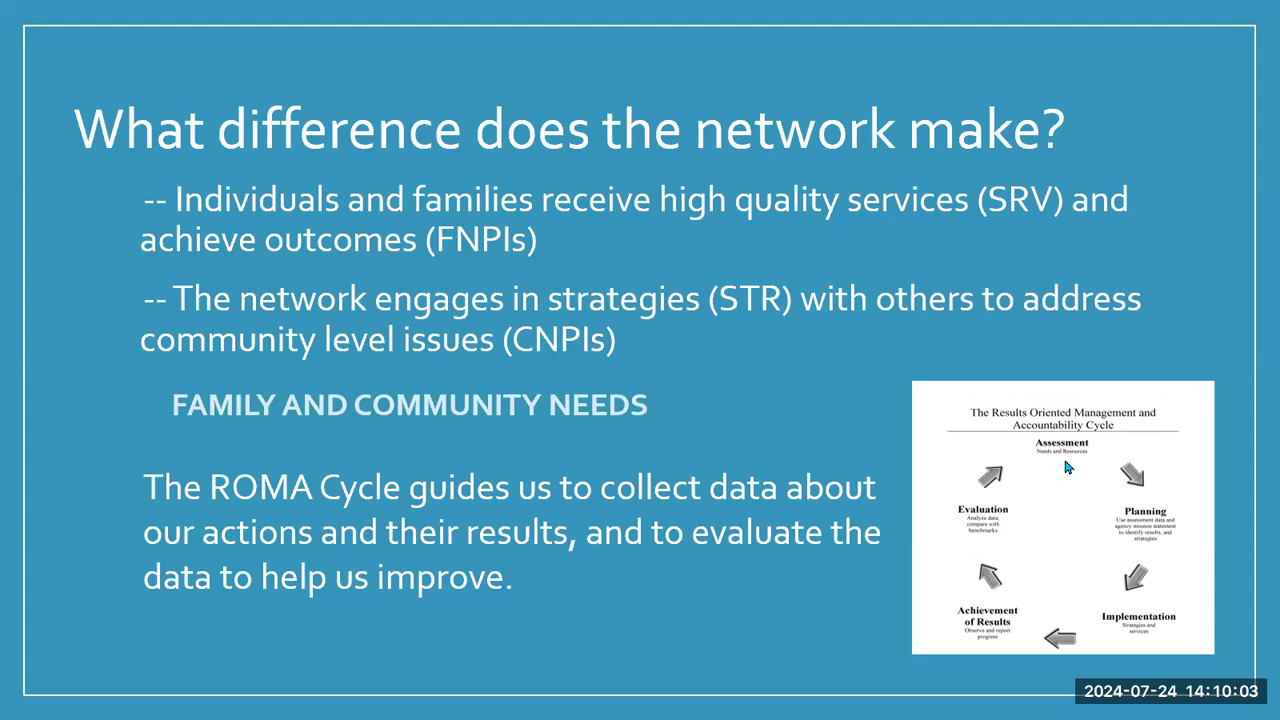 What difference does the network make?
-- Individuals and families receive high quality services (SRV) and
achieve outcomes (FNPIs)
-- The network engages in strategies (STR) with others to address
community level issues (CNPIs)
FAMILY AND COMMUNITY NEEDS
The ROMA Cycle guides us to collect data about
our actions and their results, and to evaluate the
data to help us improve.
The Results Oriented Management and
Accountability Cycle
Assessment
Needs and Resources
Planning
Use assessment data and
agency mission statement
to identify results, and
strategies
Implementation
Strategies and
services
Achievement
of Results
Observe and report
progress
Evaluation
Analyze data,
compare with
benchmarks
2024-07-24 14:10:03